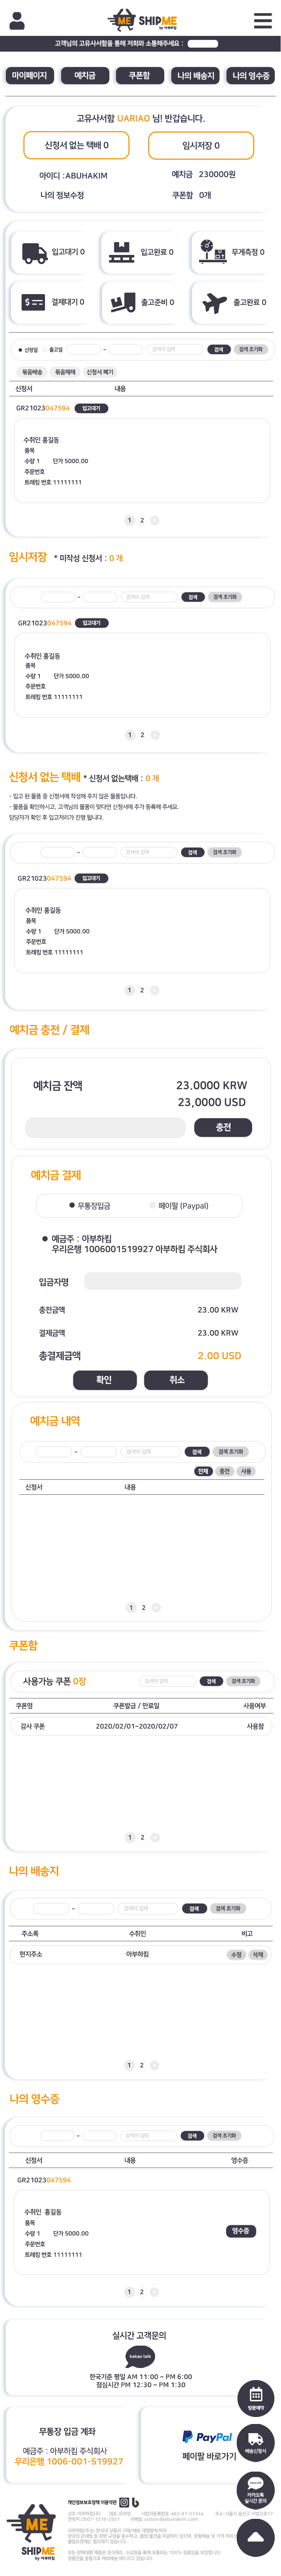 ME SHIPME
by 아부하킴
고객님의 고유사서함을 통해 저희와 소통해주세요 :
마이페이지 예치금 쿠폰함 나의 배송지 나의 영수증
고유사서함 UARIAO 님! 반갑습니다.
신청서 없는 택배 0 임시저장 0
아이디 :ABUHAKIM 예치금 230000원
나의 정보수정 쿠폰함 0개
입고대기 0 입고완료 0 무게측정 0
결제대기 0 출고준비 0 출고완료 0
신청일 출고일 ~ 검색어 입력 검색 검색 초기화
묶음배송 묶음해제 신청서 폐기
신청서 내용
GR21023047594 입고대기
수취인 홍길동
품목
수량 1 단가 5000.00
주문번호
트레킹 번호 11111111
1 2
임시저장 * 미작성 신청서 : 0 개
~ 검색어 입력 검색 검색 초기화
GR21023047594 입고대기
수취인 홍길동
품목
수량 1 단가 5000.00
주문번호
트레킹 번호 11111111
1 2
신청서 없는 택배 * 신청서 없는택배 : 0 개
- 입고 된 물품 중 신청서에 작성해 주지 않은 물품입니다.
- 물품을 확인하시고, 고객님의 물품이 맞다면 신청서에 추가 등록해 주세요.
담당자가 확인 후 입고처리가 진행 됩니다.
~ 검색어 입력 검색 검색 초기화
GR21023047594 입고대기
수취인 홍길동
품목
수량 1 단가 5000.00
주문번호
트레킹 번호 11111111
1 2
예치금 충전 / 결제
예치금 잔액 23.0000 KRW
23,0000 USD
충전
예치금 결제
무통장입금 페이팔 (Paypal)
예금주 : 아부하킴
우리은행 1006001519927 아부하킴 주식회사
입금자명
충전금액 23.00 KRW
결제금액 23.00 KRW
총결제금액 2.00 USD
확인 취소
예치금 내역
~ 검색어 입력 검색 검색 초기화
전체 충전 사용
신청서 내용
1 2
쿠폰함
사용가능 쿠폰 0장 검색어 입력 검색 검색 초기화
쿠폰명 쿠폰발급 / 만료일 사용여부
감사 쿠폰 2020/02/01~2020/02/07 사용함
1 2
나의 배송지
~ 검색어 입력 검색 검색 초기화
주소록 수취인 비고
현지주소 아부하킴 수정 삭제
1 2
나의 영수증
~ 검색어 입력 검색 검색 초기화
신청서 내용 영수증
GR21023047594
수취인 홍길동
품목
수량 1 단가 5000.00
주문번호
트레킹 번호 11111111
영수증
1 2
실시간 고객문의
kakao talk
한국기준 평일 AM 11:00 ~ PM 6:00
점심시간 PM 12:30 ~ PM 1:30
방문예약
무통장 입금 계좌
예금주 : 아부하킴 주식회사
우리은행 1006-001-519927
PayPal
페이팔 바로가기
배송신청서
카카오톡
실시간 문의
개인정보보호정책 이용약관
ME SHIPME
by 아부하킴